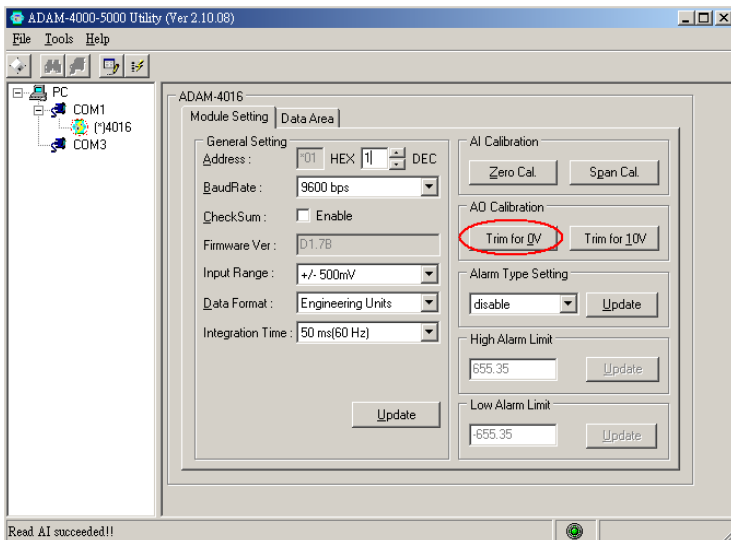 ADAM-4000-5000 Utility (Ver 2.10.08)
File Tools Help
PC
COM1
(*)4016
COM3
ADAM-4016
Module Setting Data Area
General Setting
Address : *01 HEX 1 DEC
BaudRate : 9600 bps
CheckSum : Enable
Firmware Ver : D1.7B
Input Range : +/- 500mV
Data Format : Engineering Units
Integration Time : 50 ms(60 Hz)
Update
AI Calibration
Zero Cal. Span Cal.
AO Calibration
Trim for 0V Trim for 10V
Alarm Type Setting
disable Update
High Alarm Limit
655.35 Update
Low Alarm Limit
-655.35 Update
Read AI succeeded!!